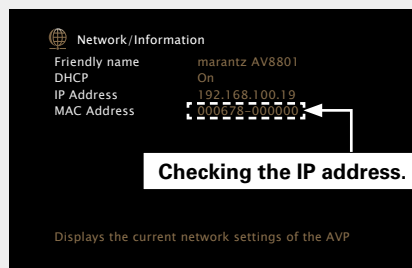 Network/Information
Friendly name marantz AV8801
DHCP On
IP Address 192.168.100.19
MAC Address 000678-000000
Checking the IP address.
Displays the current network settings of the AVP